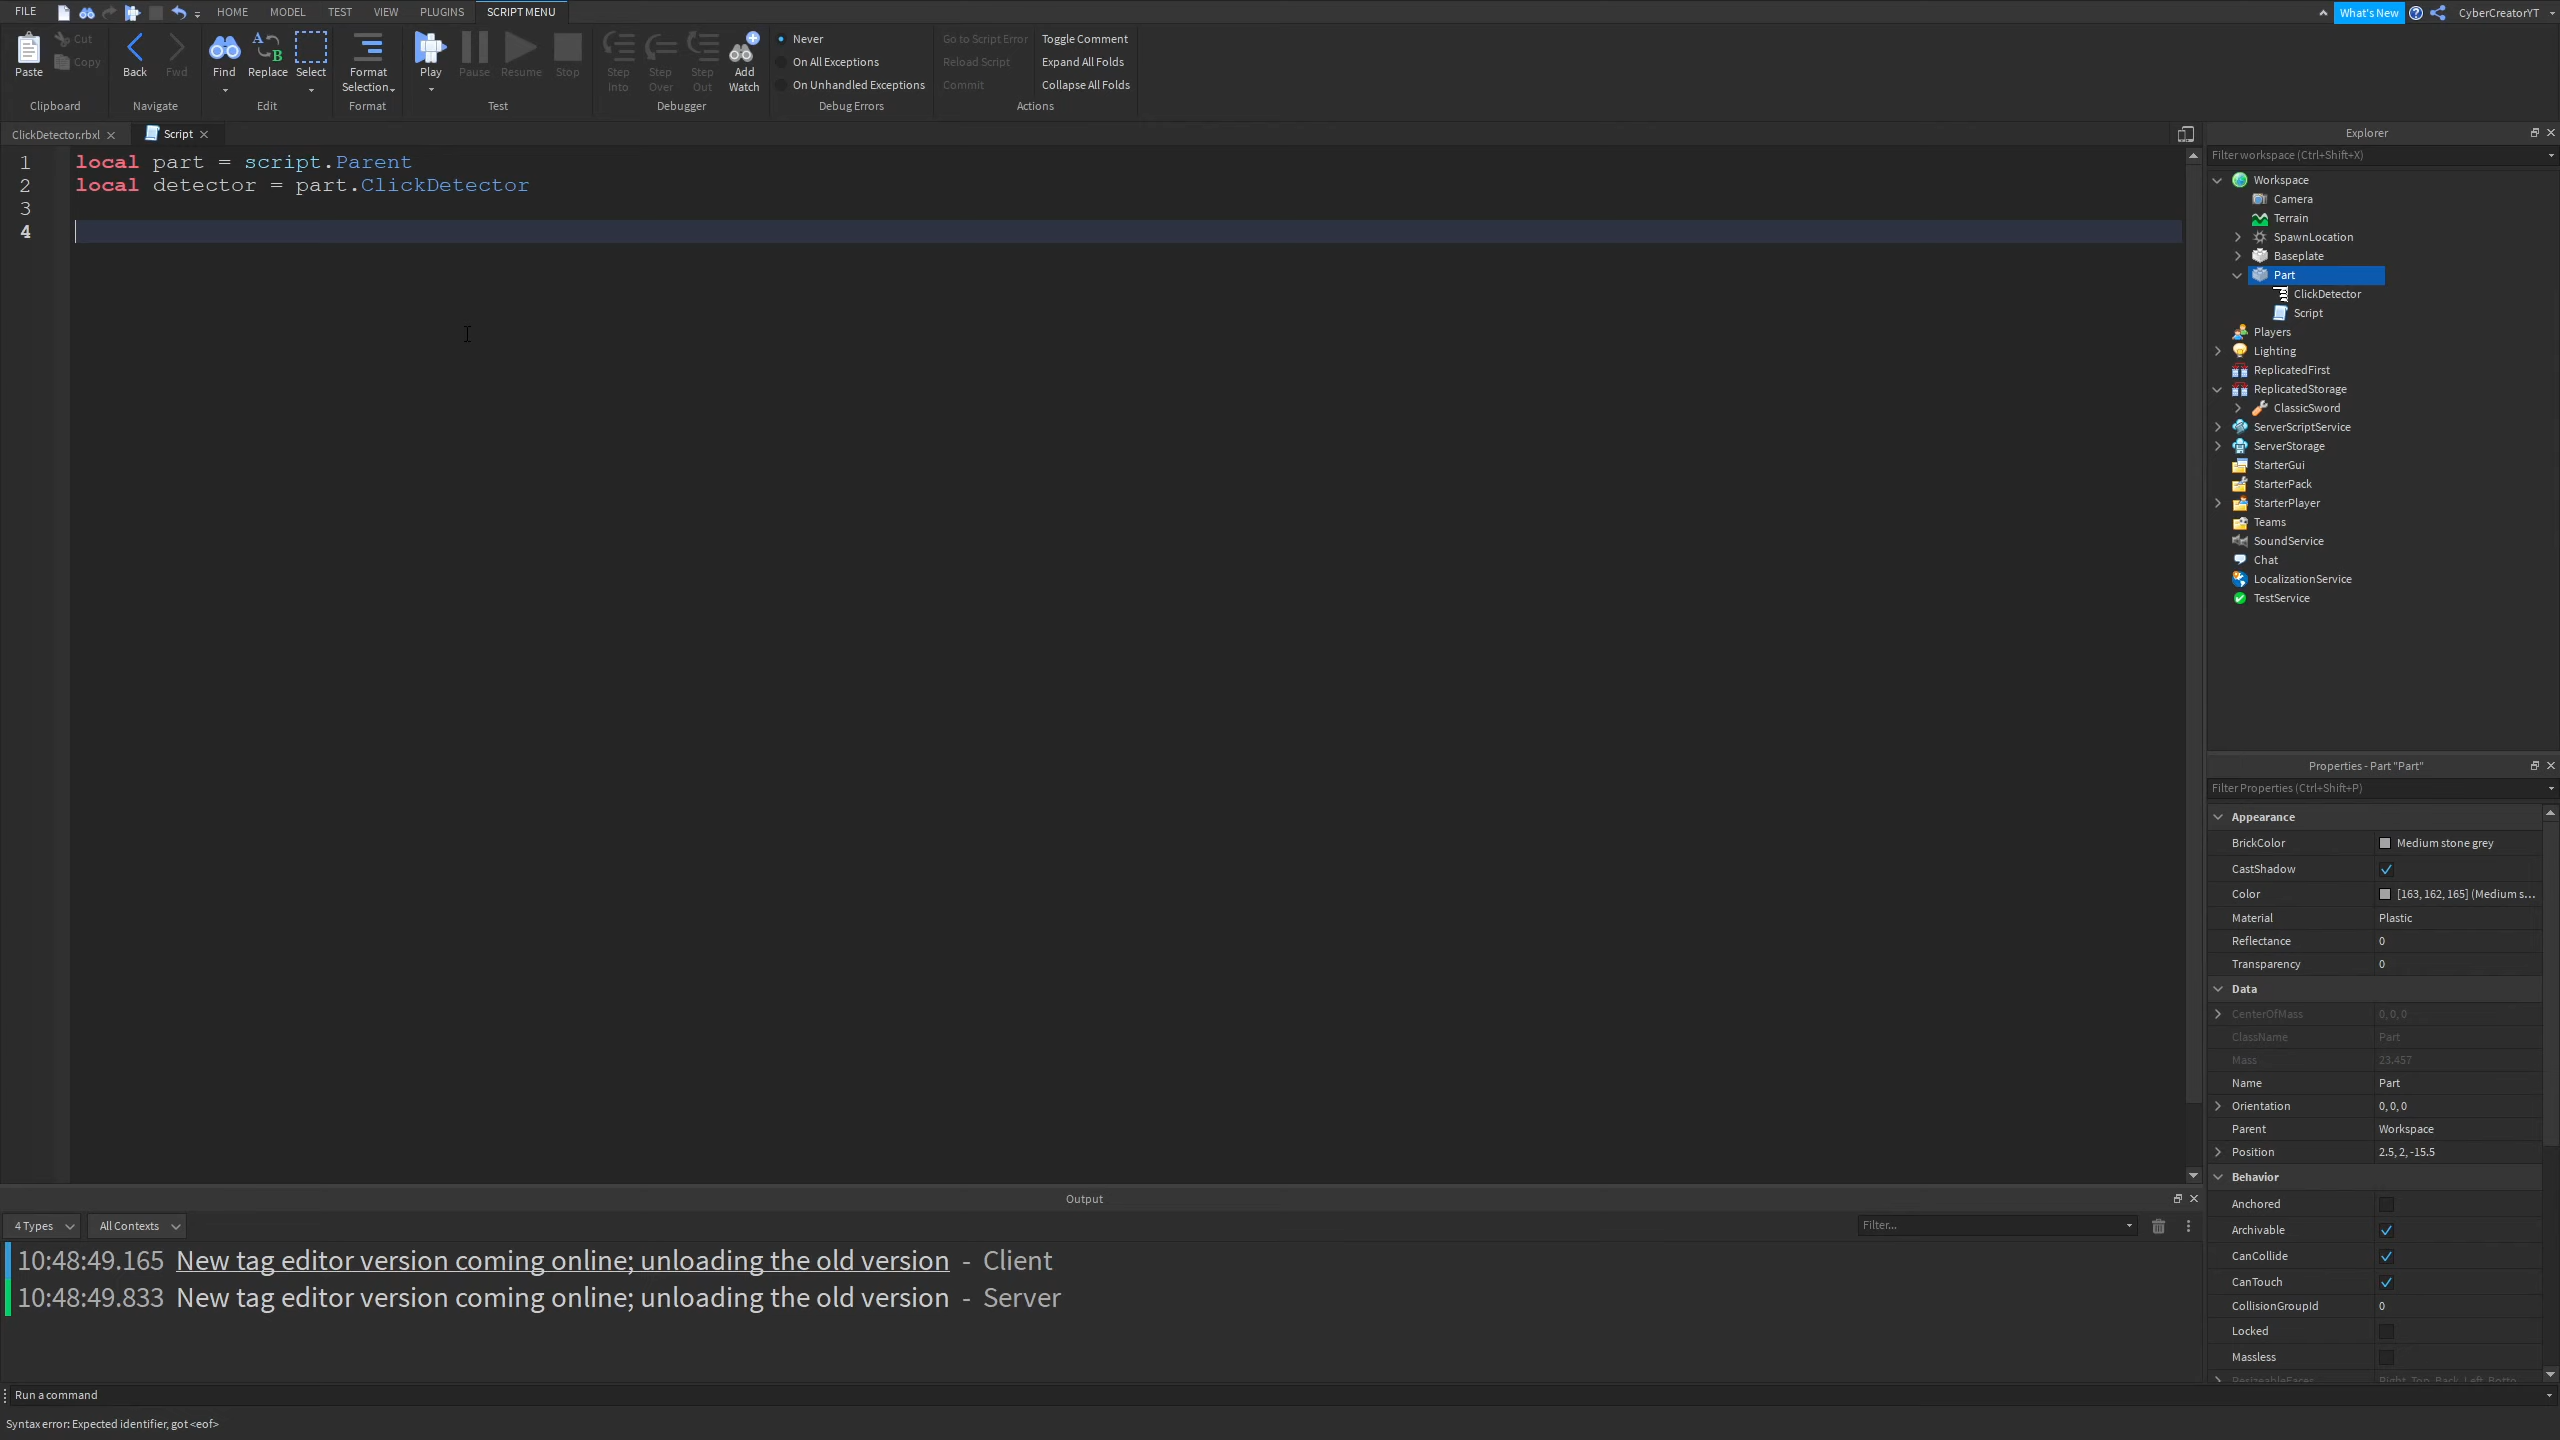 FILE HOME MODEL TEST VIEW PLUGINS SCRIPT MENU What's New CyberCreatorYT
Paste Cut Copy Back Fwd Find Replace Select Format Selection Play Pause Resume Stop Step Into Step Over Step Out Add Watch
Never
On All Exceptions
On Unhandled Exceptions
Go to Script Error Toggle Comment
Reload Script Expand All Folds
Commit Collapse All Folds
Clipboard Navigate Edit Format Test Debugger Debug Errors Actions
ClickDetector.rbxl Script
1 local part = script.Parent
2 local detector = part.ClickDetector
3
4
Explorer
Filter workspace (Ctrl+Shift+X)
Workspace
Camera
Terrain
SpawnLocation
Baseplate
Part
ClickDetector
Script
Players
Lighting
ReplicatedFirst
ReplicatedStorage
ClassicSword
ServerScriptService
ServerStorage
StarterGui
StarterPack
StarterPlayer
Teams
SoundService
Chat
LocalizationService
TestService
Properties - Part "Part"
Filter Properties (Ctrl+Shift+P)
Appearance
BrickColor Medium stone grey
CastShadow
Color [163, 162, 165] (Medium s...
Material Plastic
Reflectance 0
Transparency 0
Data
CenterOfMass 0, 0, 0
ClassName Part
Mass 23.457
Name Part
Orientation 0, 0, 0
Parent Workspace
Position 2.5, 2, -15.5
Behavior
Anchored
Archivable
CanCollide
CanTouch
CollisionGroupId 0
Locked
Massless
Output
4 Types All Contexts Filter...
10:48:49.165 New tag editor version coming online; unloading the old version - Client
10:48:49.833 New tag editor version coming online; unloading the old version - Server
Run a command
Syntax error: Expected identifier, got <eof>